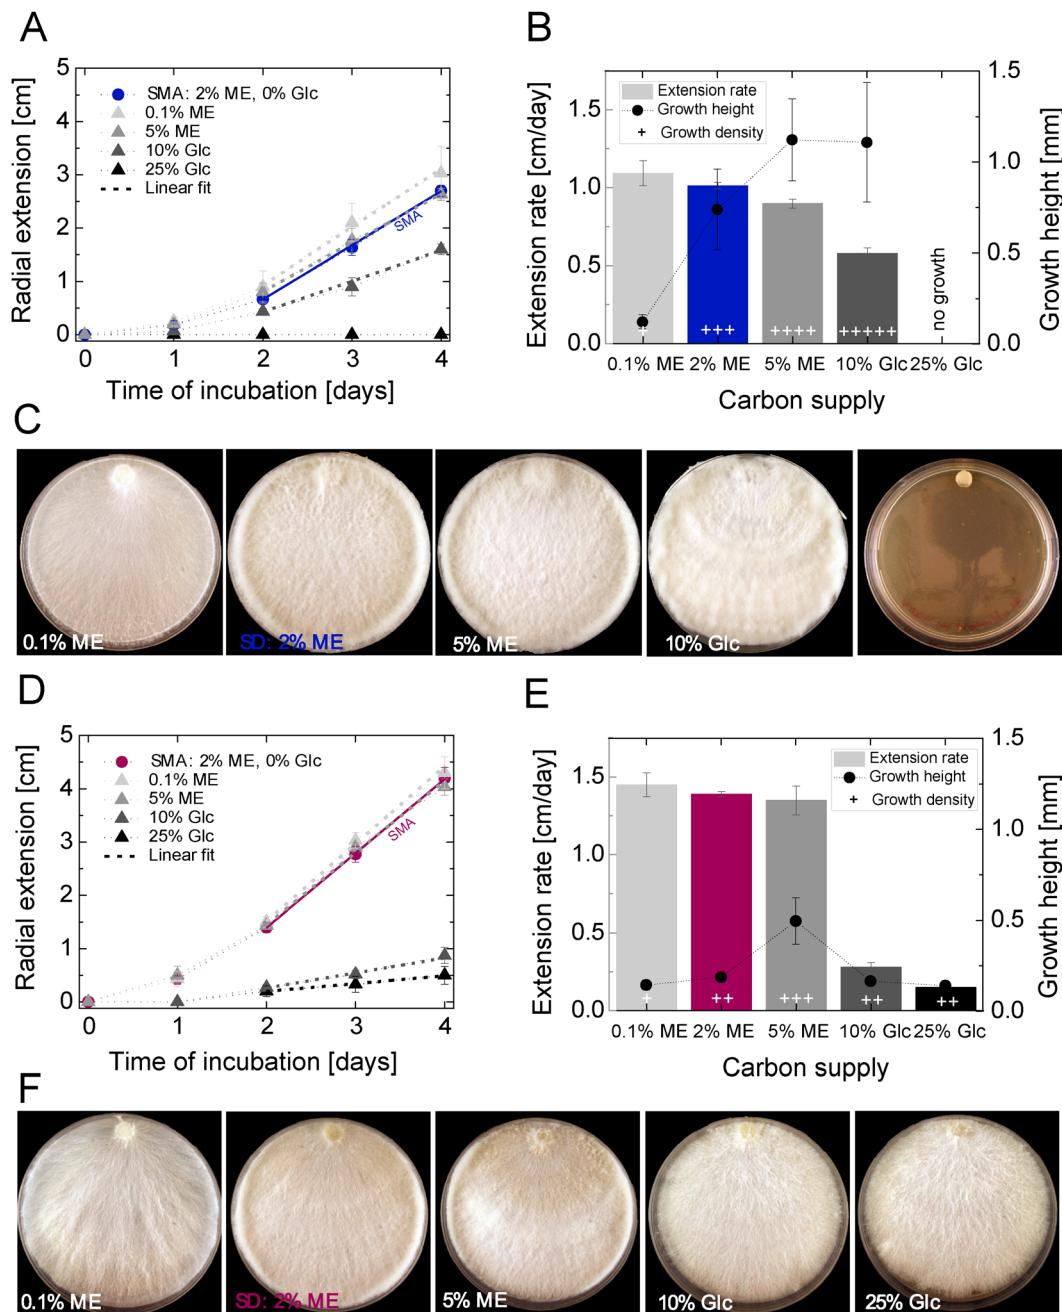 A
Radial extension [cm]
5
4
3
2
1
0
SMA: 2% ME, 0% Glc
0.1% ME
5% ME
10% Glc
25% Glc
Linear fit
SMA
0 1 2 3 4
Time of incubation [days]
B
Extension rate [cm/day]
1.5
1.0
0.5
0.0
Extension rate
Growth height
+ Growth density
+ +++ ++++ +++++
no growth
1.5
1.0
0.5
0.0
Growth height [mm]
0.1% ME 2% ME 5% ME 10% Glc 25% Glc
Carbon supply
C
0.1% ME
SD: 2% ME
5% ME
10% Glc
D
Radial extension [cm]
5
4
3
2
1
0
SMA: 2% ME, 0% Glc
0.1% ME
5% ME
10% Glc
25% Glc
Linear fit
SMA
0 1 2 3 4
Time of incubation [days]
E
Extension rate [cm/day]
1.5
1.0
0.5
0.0
Extension rate
Growth height
+ Growth density
+ ++ +++ ++ ++
1.5
1.0
0.5
0.0
Growth height [mm]
0.1% ME 2% ME 5% ME 10% Glc 25% Glc
Carbon supply
F
0.1% ME
SD: 2% ME
5% ME
10% Glc
25% Glc